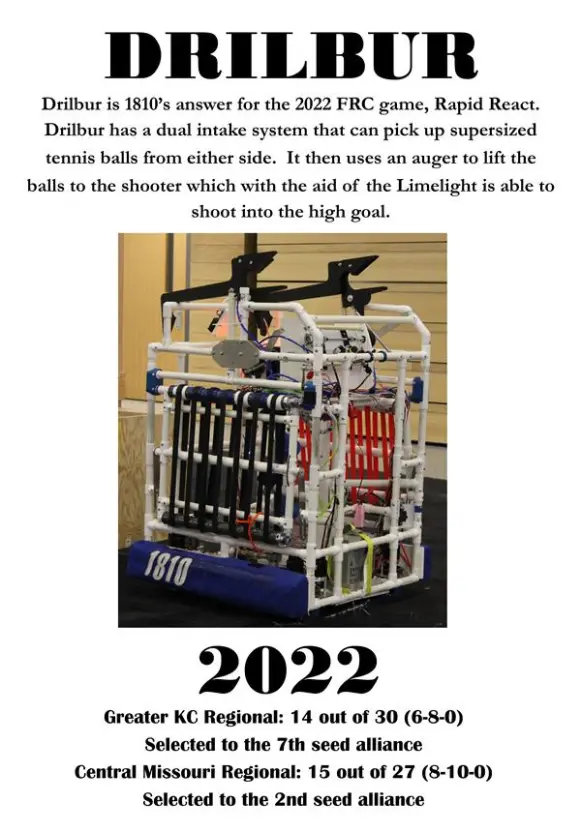 DRILBUR
Drilbur is 1810’s answer for the 2022 FRC game, Rapid React.
Drilbur has a dual intake system that can pick up supersized
tennis balls from either side.  It then uses an auger to lift the
balls to the shooter which with the aid of the Limelight is able to
shoot into the high goal.
1810
2022
Greater KC Regional: 14 out of 30 (6-8-0)
Selected to the 7th seed alliance
Central Missouri Regional: 15 out of 27 (8-10-0)
Selected to the 2nd seed alliance